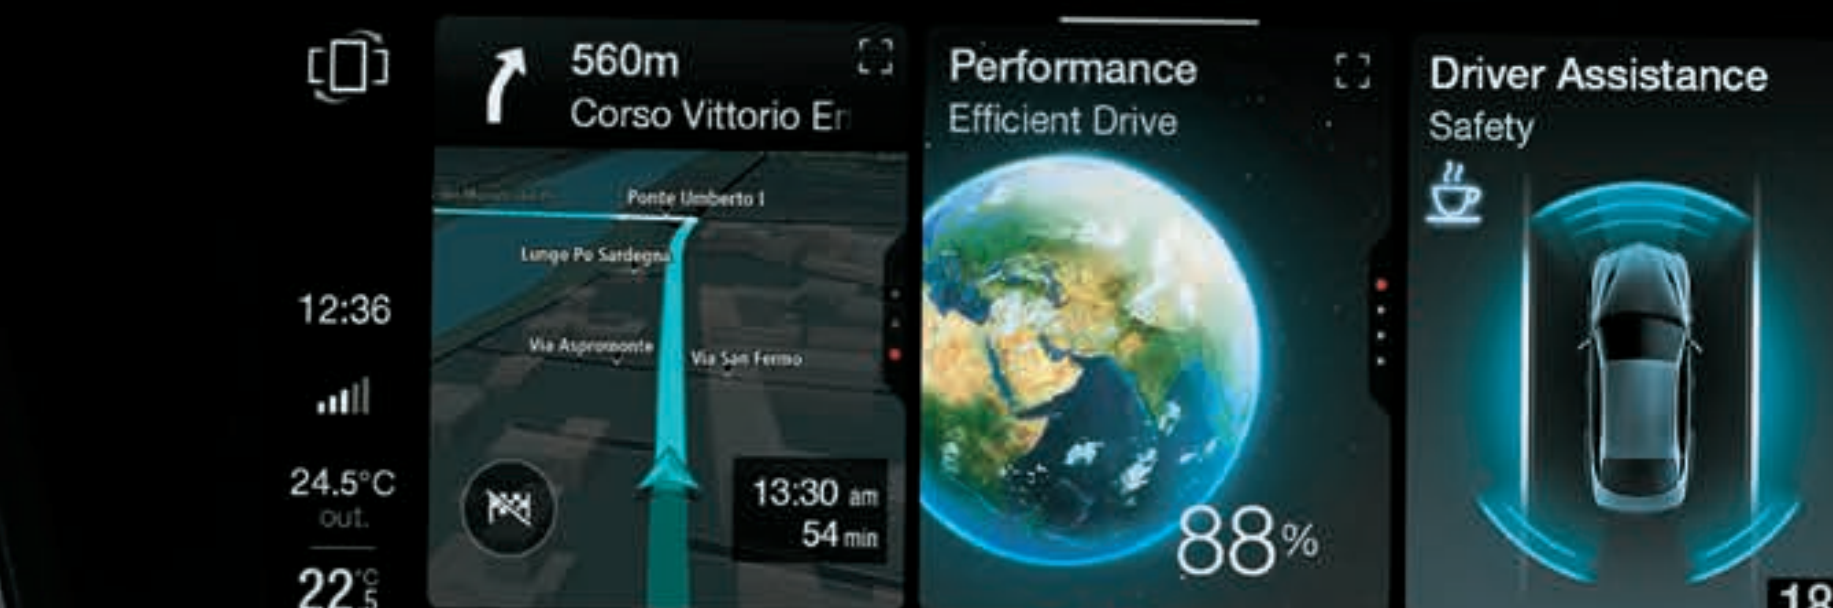 560m
Corso Vittorio
Ponte Umberto I
Lungo Po Sardegna
Via Aspromonte
Via San Fermo
13:30 am
54 min
12:36
24.5°C
out.
22.5°C
Performance
Efficient Drive
88%
Driver Assistance
Safety